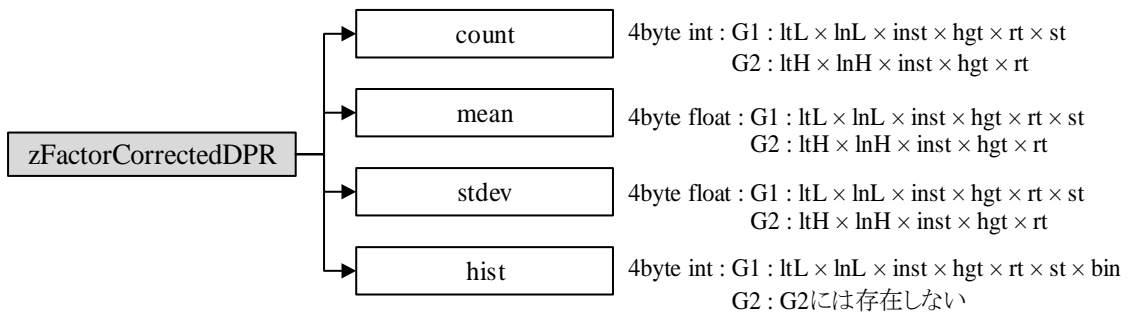 count
4byte int : G1 : ltL × lnL × inst × hgt × rt × st
G2 : ltH × lnH × inst × hgt × rt
mean
4byte float : G1 : ltL × lnL × inst × hgt × rt × st
G2 : ltH × lnH × inst × hgt × rt
zFactorCorrectedDPR
stdev
4byte float : G1 : ltL × lnL × inst × hgt × rt × st
G2 : ltH × lnH × inst × hgt × rt
hist
4byte int : G1 : ltL × lnL × inst × hgt × rt × st × bin
G2 : G2には存在しない